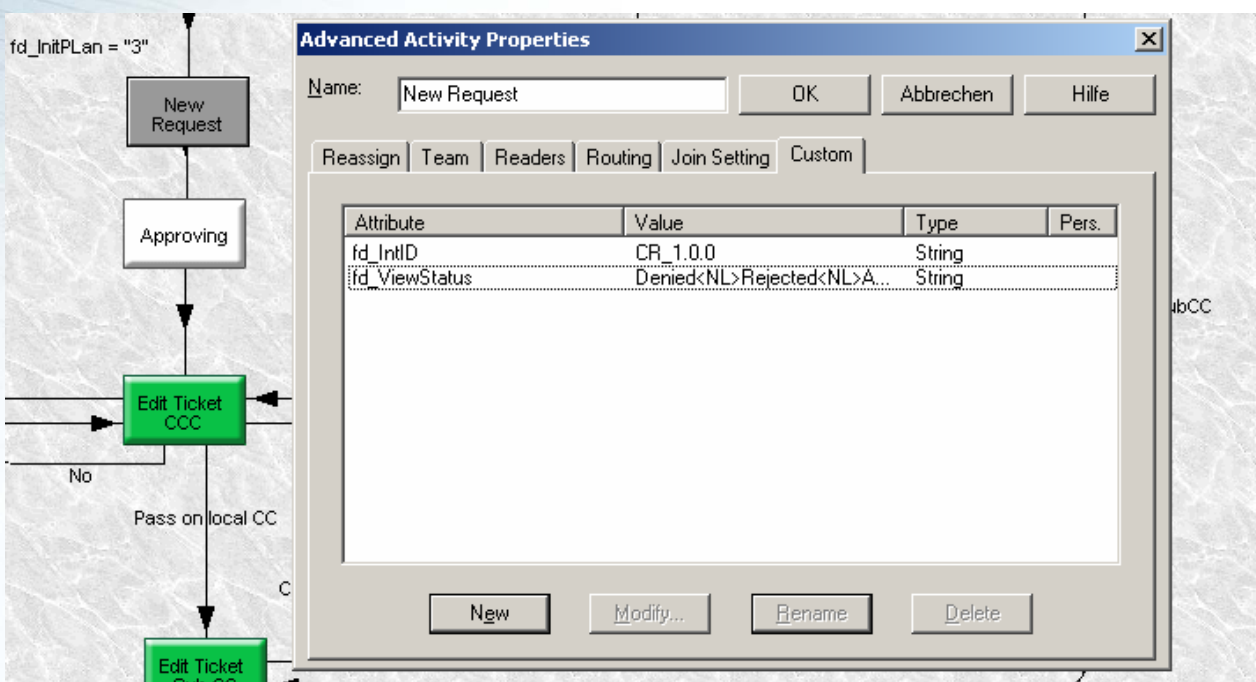 fd_InitPLan = "3"
New
Request
Approving
Edit Ticket
CCC
No
Pass on local CC
C
Edit Ticket
Advanced Activity Properties
Name:
New Request
OK
Abbrechen
Hilfe
Reassign
Team
Readers
Routing
Join Setting
Custom
Attribute Value Type Pers.
fd_IntID CR_1.0.0 String
fd_ViewStatus Denied<NL>Rejected<NL>A... String
New
Modify...
Rename
Delete
ubCC